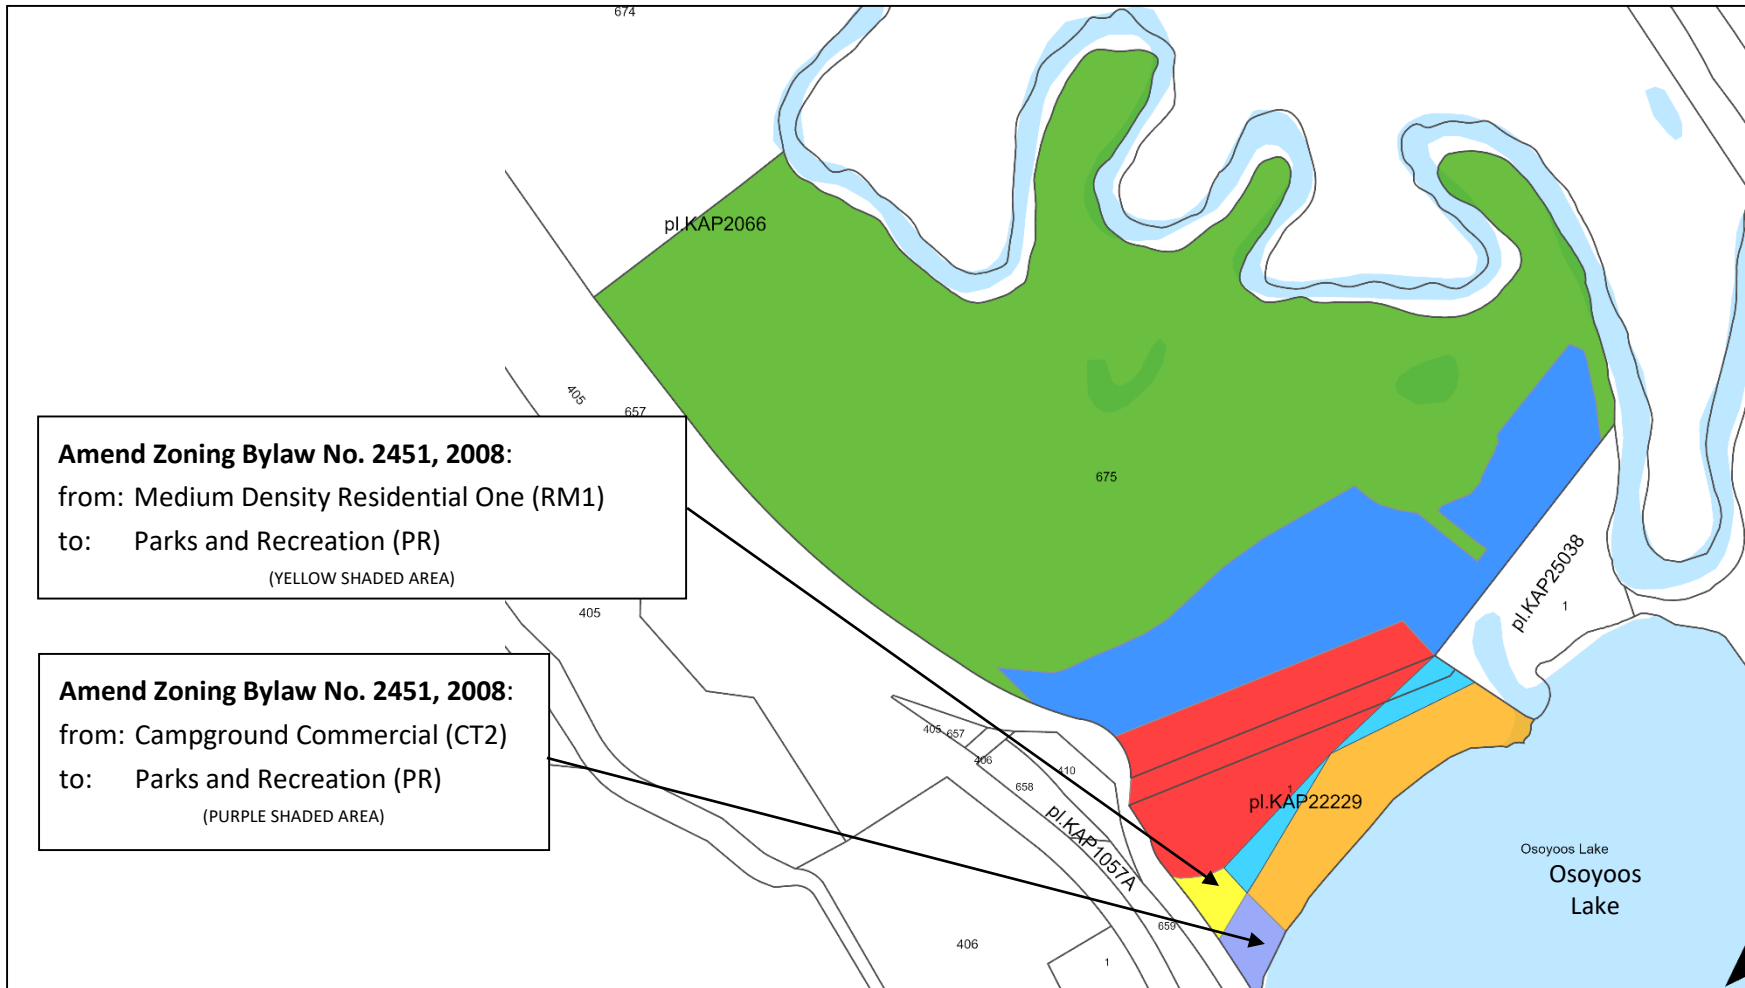 674
pl.KAP2066
405
657
Amend Zoning Bylaw No. 2451, 2008:
from: Medium Density Residential One (RM1)
to: Parks and Recreation (PR)
(YELLOW SHADED AREA)
675
pl.KAP25038
1
405
Amend Zoning Bylaw No. 2451, 2008:
from: Campground Commercial (CT2)
to: Parks and Recreation (PR)
(PURPLE SHADED AREA)
405
657
406
410
658
1
pl.KAP22229
pl.KAP1057A
Osoyoos Lake
Osoyoos
Lake
659
406
1